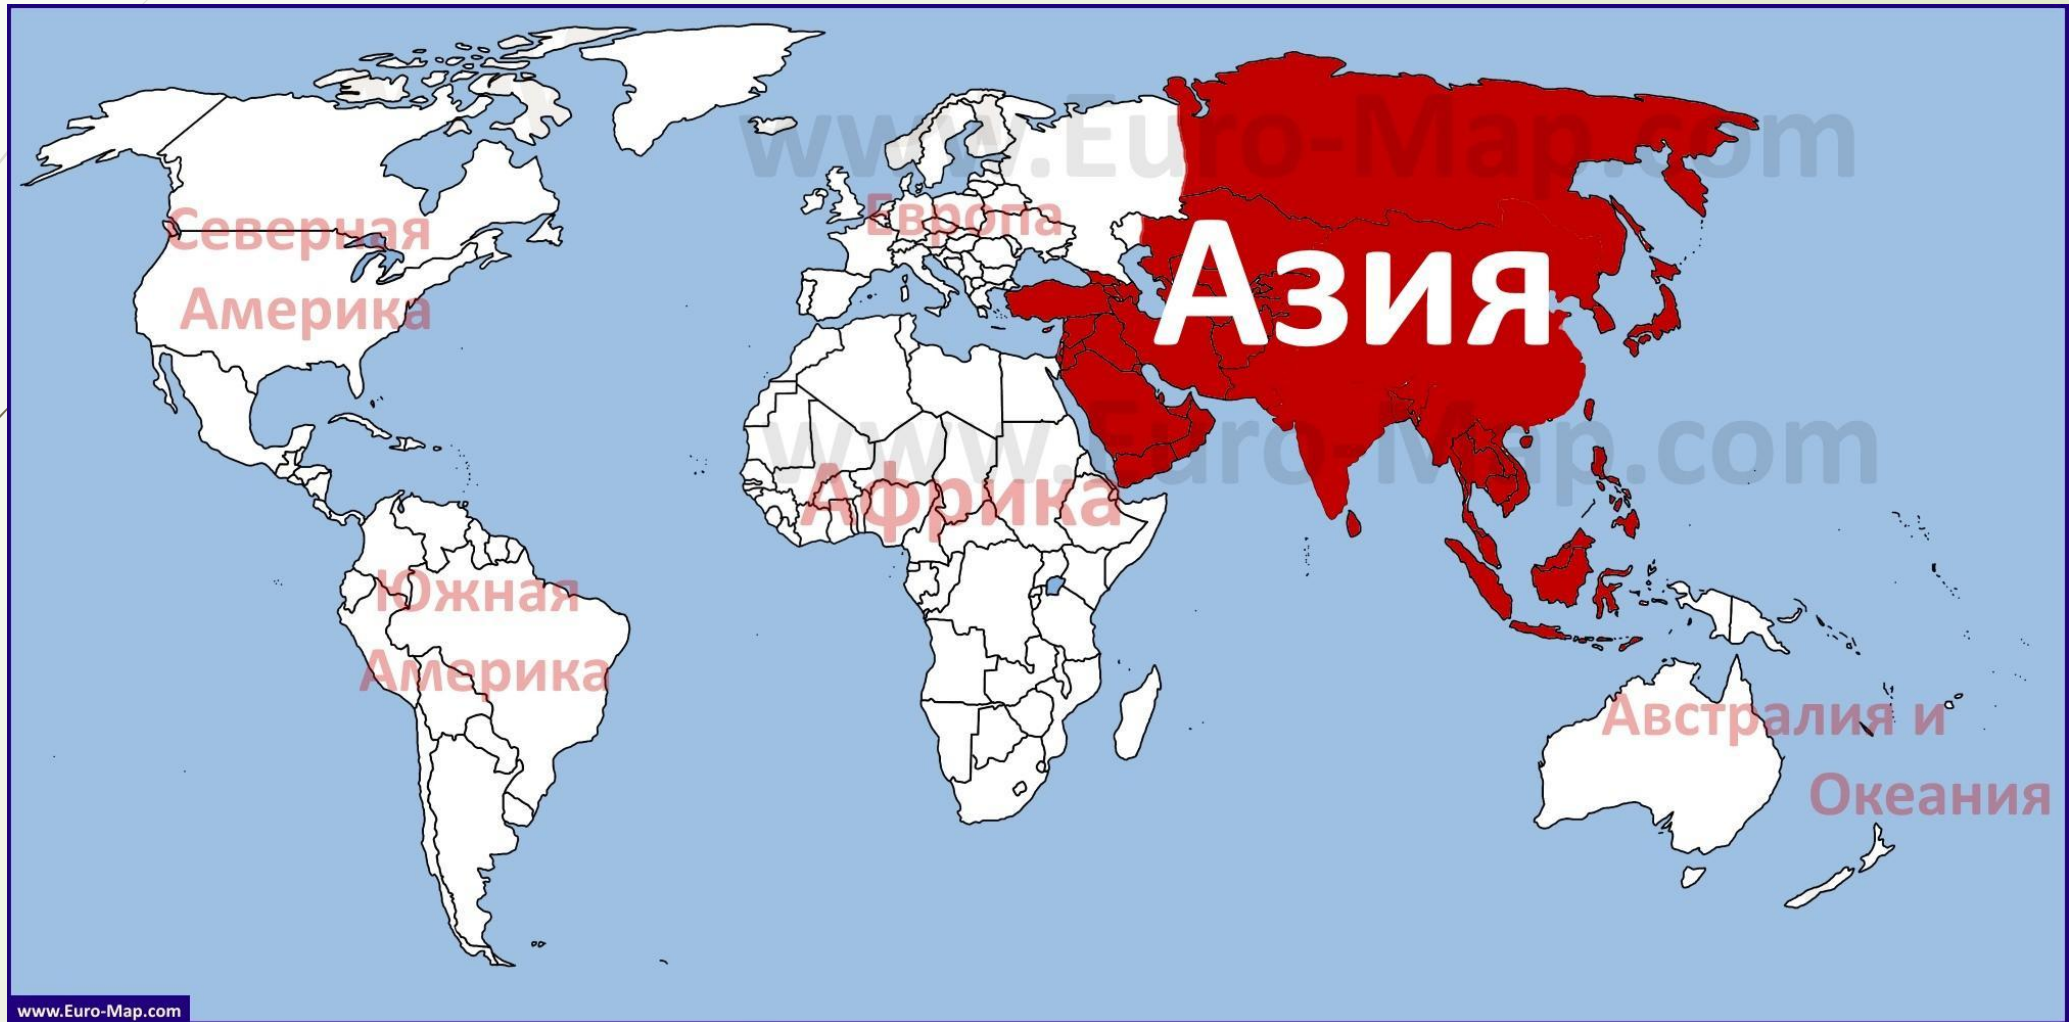 www.Euro-Map.com
Северная
Америка
Европа
Азия
www.Euro-Map.com
Африка
Южная
Америка
Австралия и
Океания
www.Euro-Map.com